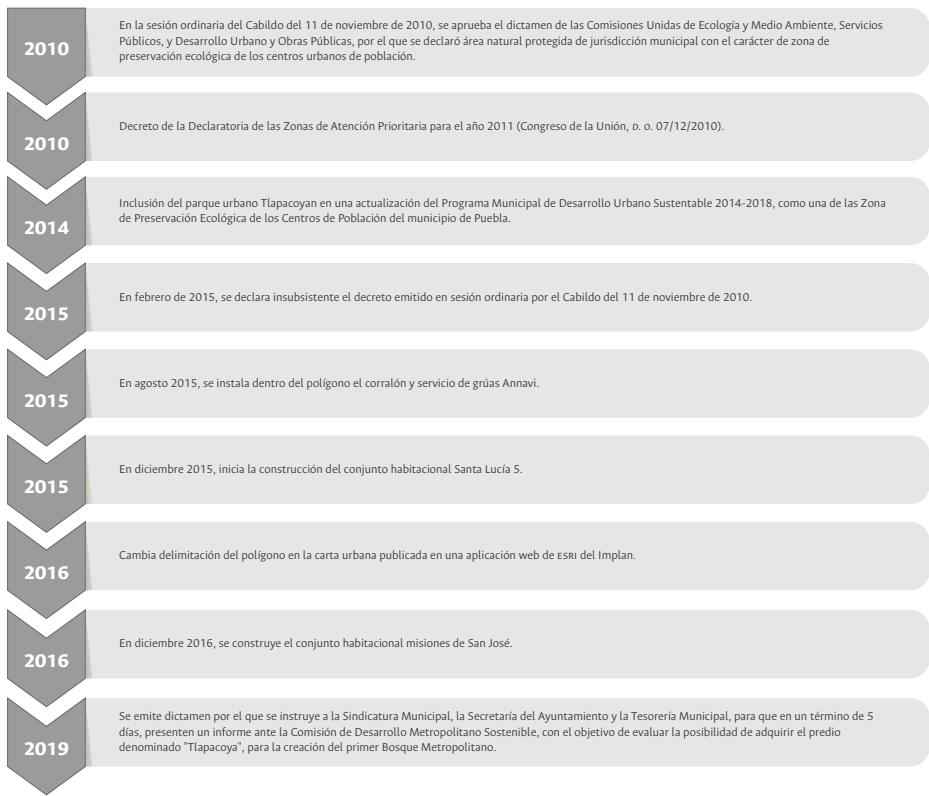 2010
En la sesión ordinaria del Cabildo del 11 de noviembre de 2010, se aprueba el dictamen de las Comisiones Unidas de Ecología y Medio Ambiente, Servicios
Públicos, y Desarrollo Urbano y Obras Públicas, por el que se declaró área natural protegida de jurisdicción municipal con el carácter de zona de
preservación ecológica de los centros urbanos de población.
2010
Decreto de la Declaratoria de las Zonas de Atención Prioritaria para el año 2011 (Congreso de la Unión, D. O. 07/12/2010).
2014
Inclusión del parque urbano Tlapacoyan en una actualización del Programa Municipal de Desarrollo Urbano Sustentable 2014-2018, como una de las Zona
de Preservación Ecológica de los Centros de Población del municipio de Puebla.
2015
En febrero de 2015, se declara insubsistente el decreto emitido en sesión ordinaria por el Cabildo del 11 de noviembre de 2010.
2015
En agosto 2015, se instala dentro del polígono el corralón y servicio de grúas Annavi.
2015
En diciembre 2015, inicia la construcción del conjunto habitacional Santa Lucía 5.
2016
Cambia delimitación del polígono en la carta urbana publicada en una aplicación web de ESRI del Implan.
2016
En diciembre 2016, se construye el conjunto habitacional misiones de San José.
2019
Se emite dictamen por el que se instruye a la Sindicatura Municipal, la Secretaría del Ayuntamiento y la Tesorería Municipal, para que en un término de 5
días, presenten un informe ante la Comisión de Desarrollo Metropolitano Sostenible, con el objetivo de evaluar la posibilidad de adquirir el predio
denominado "Tlapacoya", para la creación del primer Bosque Metropolitano.